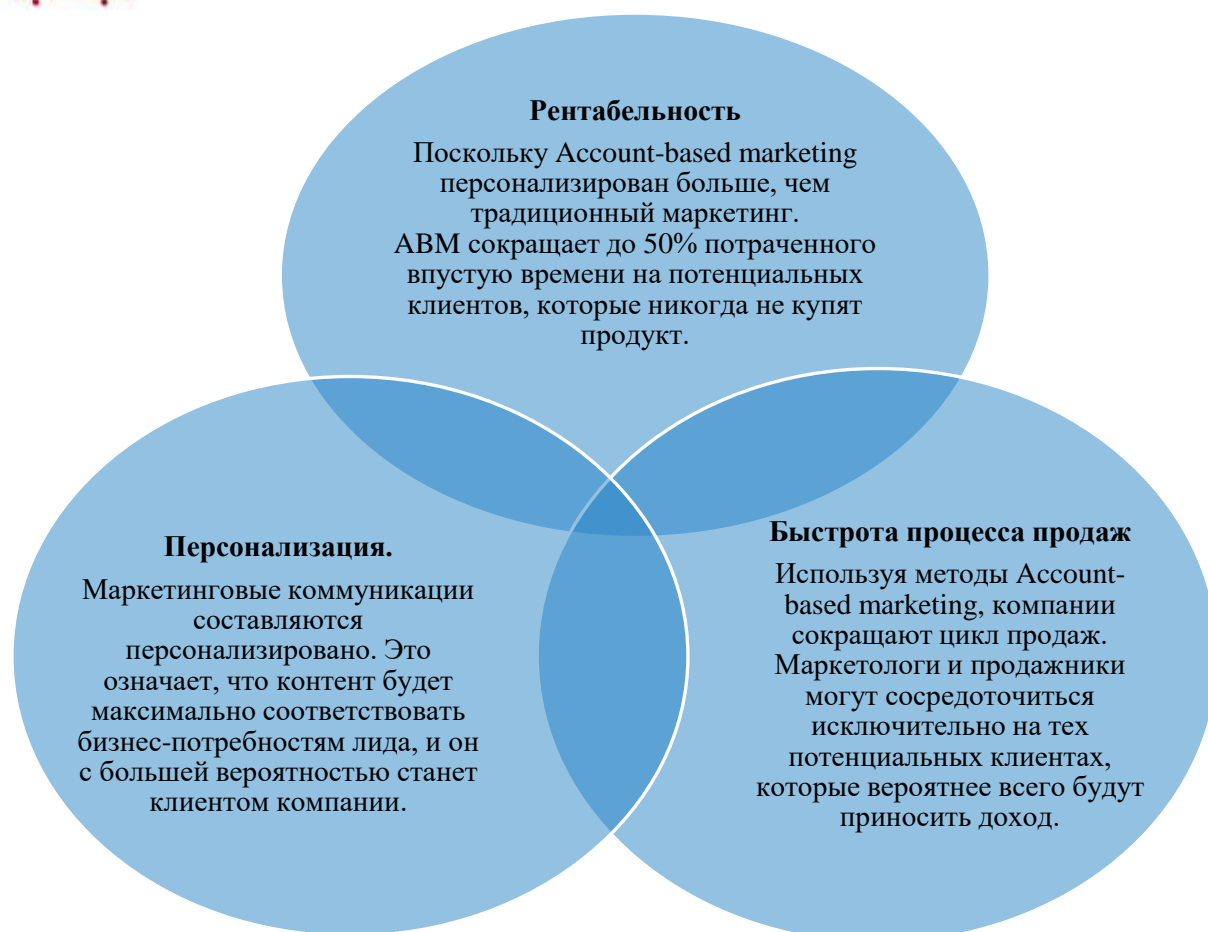 Рентабельность
Поскольку Account-based marketing
персонализирован больше, чем
традиционный маркетинг.
ABM сокращает до 50% потраченного
впустую времени на потенциальных
клиентов, которые никогда не купят
продукт.
Персонализация.
Маркетинговые коммуникации
составляются
персонализировано. Это
означает, что контент будет
максимально соответствовать
бизнес-потребностям лида, и он
с большей вероятностью станет
клиентом компании.
Быстрота процесса продаж
Используя методы Account-
based marketing, компании
сокращают цикл продаж.
Маркетологи и продажники
могут сосредоточиться
исключительно на тех
потенциальных клиентах,
которые вероятнее всего будут
приносить доход.